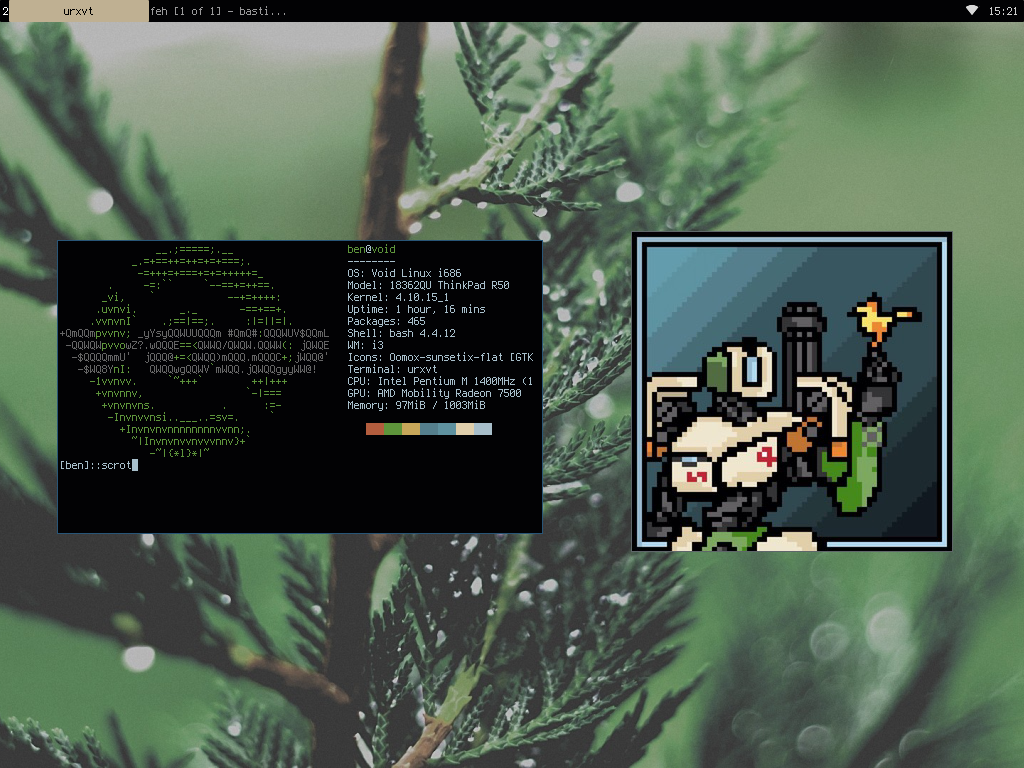 2 urxvt feh [1 of 1] - basti... 15:21
ben@void
--------
OS: Void Linux i686
Model: 18362QU ThinkPad R50
Kernel: 4.10.15_1
Uptime: 1 hour, 16 mins
Packages: 465
Shell: bash 4.4.12
WM: i3
Icons: Oomox-sunsetix-flat [GTK
Terminal: urxvt
CPU: Intel Pentium M 1400MHz (1
GPU: AMD Mobility Radeon 7500
Memory: 97MiB / 1003MiB
[ben]::scrot
4